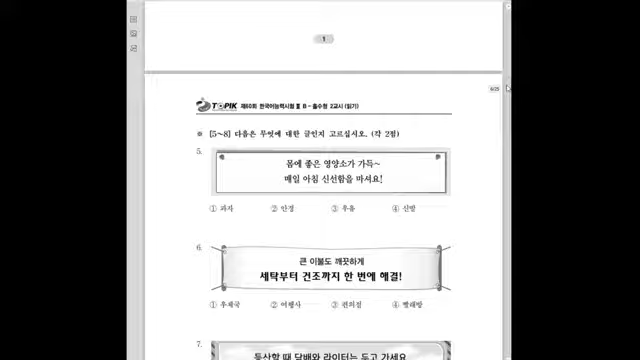 1
6/25
TOPIK 제60회 한국어능력시험 Ⅱ B - 홀수형 2교시 (읽기)
※ [5~8] 다음은 무엇에 대한 글인지 고르십시오. (각 2점)
5.
몸에 좋은 영양소가 가득~
매일 아침 신선함을 마셔요!
① 과자 ② 안경 ③ 우유 ④ 신발
6.
큰 이불도 깨끗하게
세탁부터 건조까지 한 번에 해결!
① 우체국 ② 여행사 ③ 편의점 ④ 빨래방
7.
등산할 때 담배와 라이터는 두고 가세요